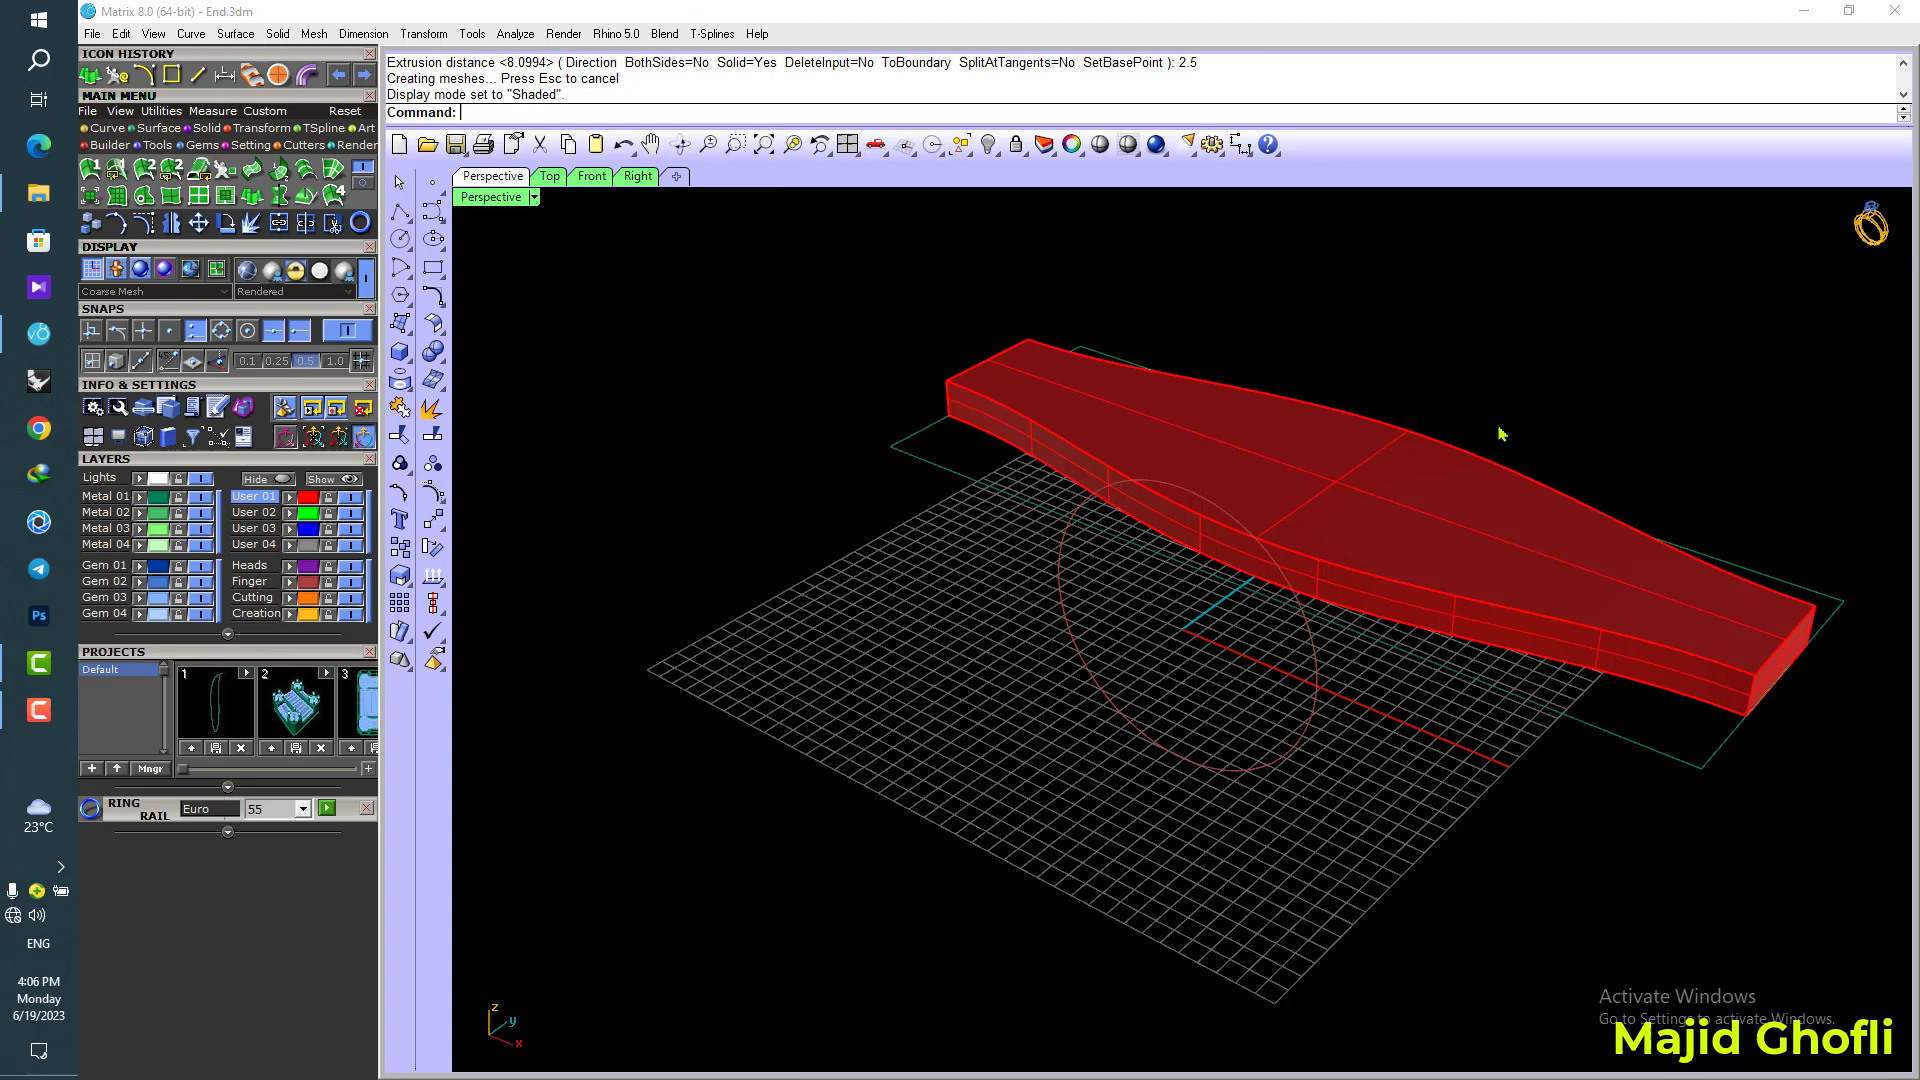 Matrix 8.0 (64-bit) - End.3dm
File Edit View Curve Surface Solid Mesh Dimension Transform Tools Analyze Render Rhino 5.0 Blend T-Splines Help
ICON HISTORY
Extrusion distance <8.0994> ( Direction BothSides=No Solid=Yes DeleteInput=No ToBoundary SplitAtTangents=No SetBasePoint ): 2.5
Creating meshes... Press Esc to cancel
Display mode set to "Shaded".
Command:
MAIN MENU
File View Utilities Measure Custom Reset
Curve Surface Solid Transform TSpline Art
Builder Tools Gems Setting Cutters Render
1 2 2
4
Perspective Top Front Right
Perspective
DISPLAY
Coarse Mesh Rendered
SNAPS
0.1 0.25 0.5 1.0
INFO & SETTINGS
LAYERS
Lights Hide Show
Metal 01 User 01
Metal 02 User 02
Metal 03 User 03
Metal 04 User 04
Gem 01 Heads
Gem 02 Finger
Gem 03 Cutting
Gem 04 Creation
PROJECTS
Default
1 2 3
Mngr
RING RAIL Euro 55
Ps
23°C
ENG
4:06 PM
Monday
6/19/2023
z
y
x
Activate Windows
Go to Settings to activate Windows.
Majid Ghofli